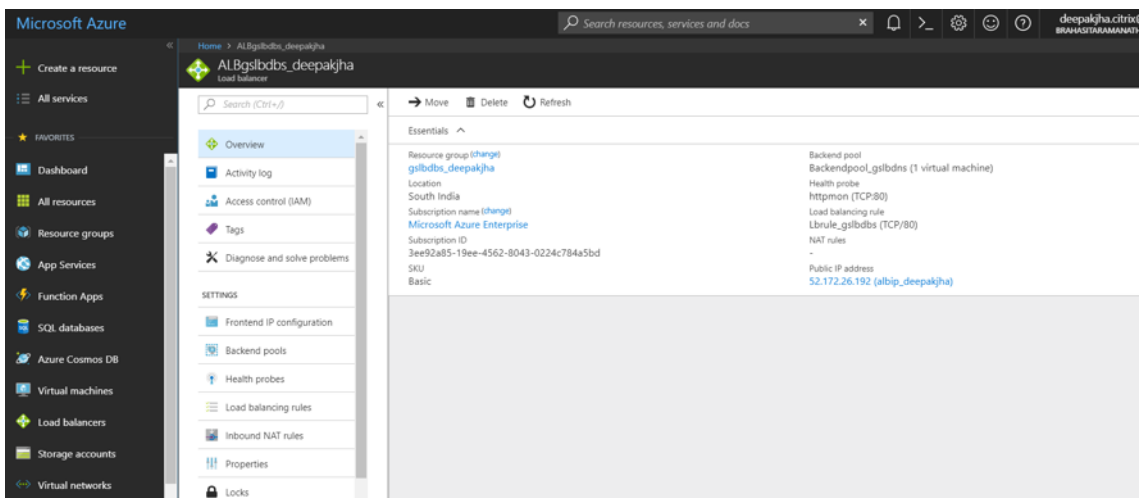 Microsoft Azure
Search resources, services and docs
deepakjha.citrix@
BRAHASITARAMANATH
Create a resource
All services
FAVORITES
Dashboard
All resources
Resource groups
App Services
Function Apps
SQL databases
Azure Cosmos DB
Virtual machines
Load balancers
Storage accounts
Virtual networks
Home > ALBgslbdbs_deepakjha
ALBgslbdbs_deepakjha
Load balancer
Search (Ctrl+/)
Overview
Activity log
Access control (IAM)
Tags
Diagnose and solve problems
SETTINGS
Frontend IP configuration
Backend pools
Health probes
Load balancing rules
Inbound NAT rules
Properties
Locks
Move Delete Refresh
Essentials
Resource group (change)
gslbdbs_deepakjha
Location
South India
Subscription name (change)
Microsoft Azure Enterprise
Subscription ID
3ee92a85-19ee-4562-8043-0224c784a5bd
SKU
Basic
Backend pool
Backendpool_gslbdns (1 virtual machine)
Health probe
httpmon (TCP:80)
Load balancing rule
Lbrule_gslbdbs (TCP/80)
NAT rules
-
Public IP address
52.172.26.192 (albip_deepakjha)